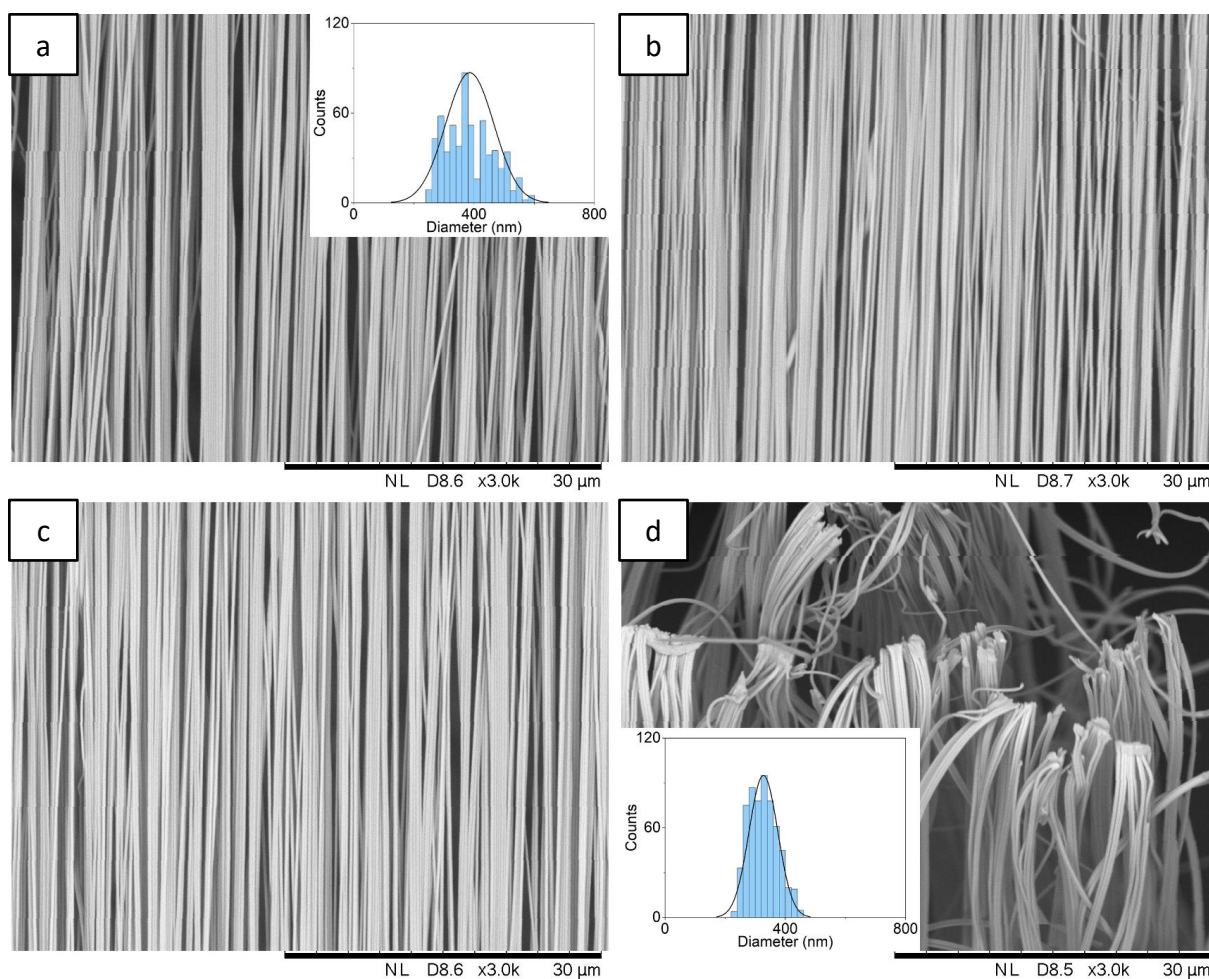 a
120
60
0
Counts
0 400 800
Diameter (nm)
NL D8.6 x3.0k 30 µm
b
NL D8.7 x3.0k 30 µm
c
NL D8.6 x3.0k 30 µm
d
120
60
0
Counts
0 400 800
Diameter (nm)
NL D8.5 x3.0k 30 µm